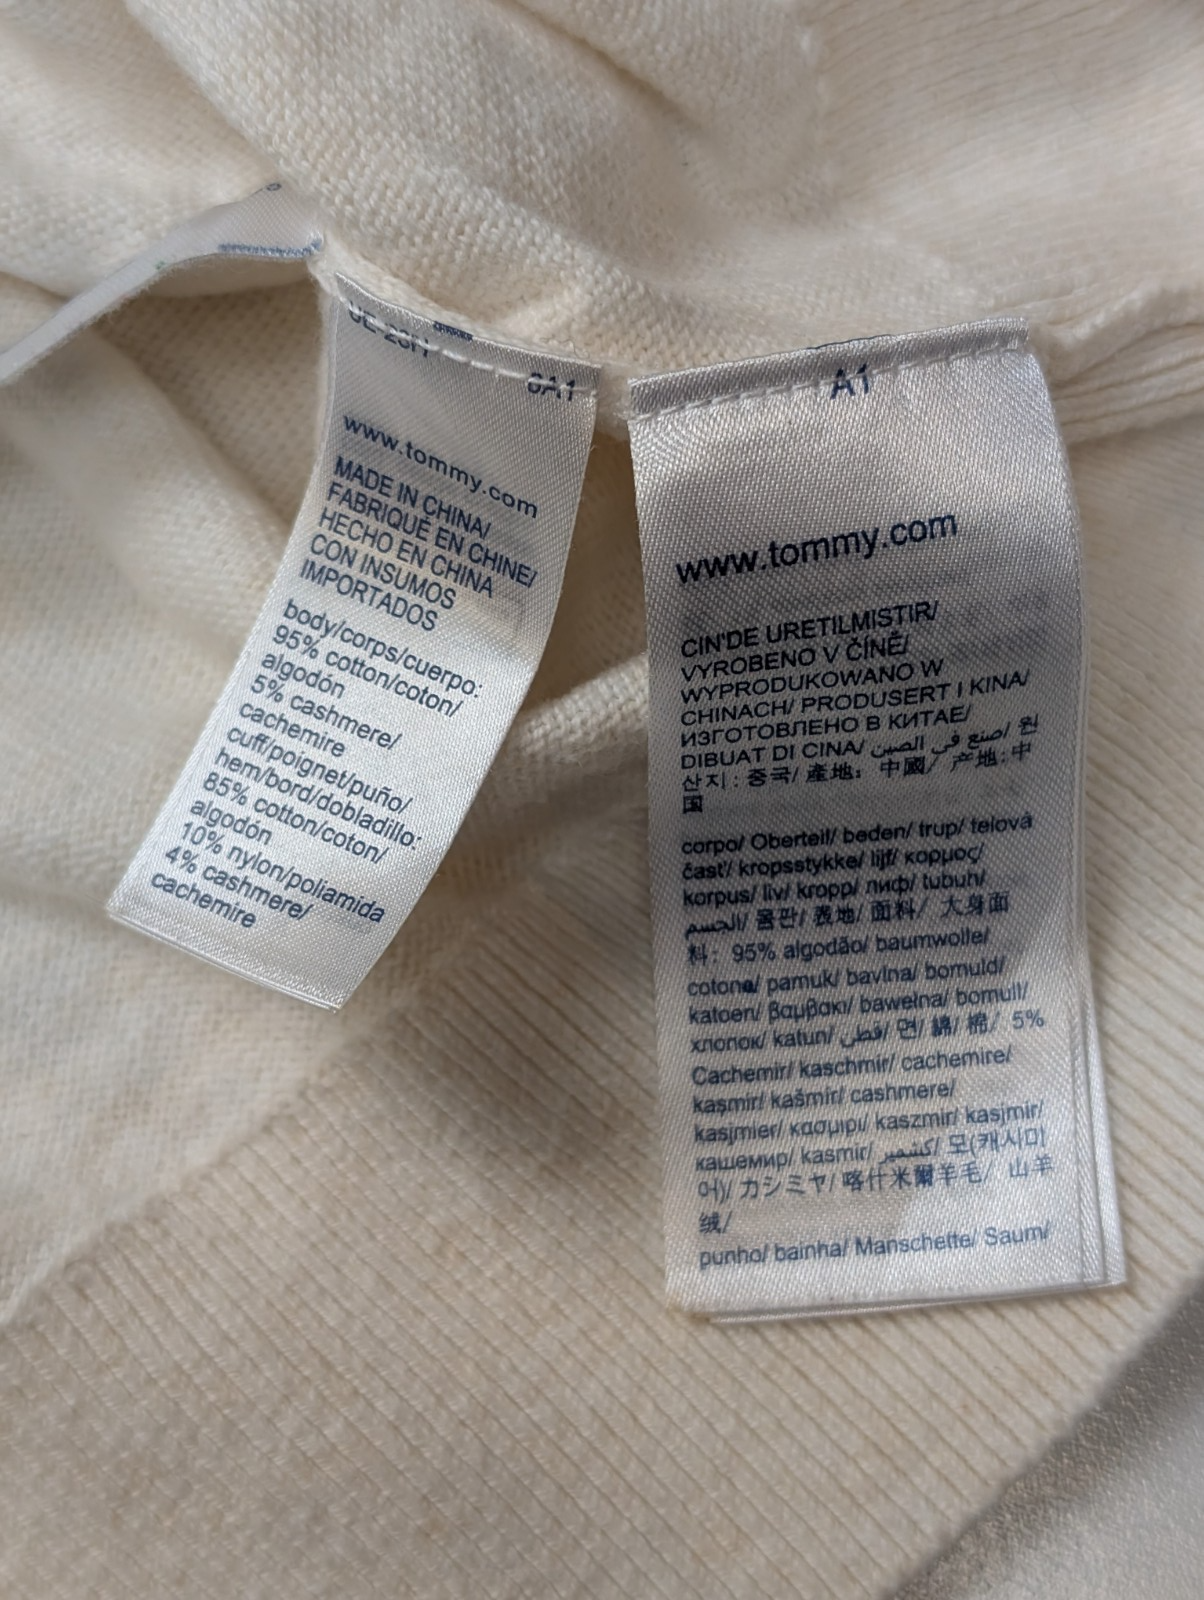 6A1
www.tommy.com
MADE IN CHINA/
FABRIQUÉ EN CHINE/
HECHO EN CHINA
CON INSUMOS
IMPORTADOS
body/corps/cuerpo:
95% cotton/coton/
algodón
5% cashmere/
cachemire
cuff/poignet/puño/
hem/bord/dobladillo:
85% cotton/coton/
algodón
10% nylon/poliamida
4% cashmere/
cachemire
A1
www.tommy.com
CIN'DE URETILMISTIR/
VYROBENO V ČÍNĚ/
WYPRODUKOWANO W
CHINACH/ PRODUSERT I KINA/
ИЗГОТОВЛЕНО В КИТАЕ/
DIBUAT DI CINA/ اصنع في الصين/ 원
산지 : 중국/ 產地： 中國/ 产地: 中
国
corpo/ Oberteil/ beden/ trup/ telová
časť/ kropsstykke/ lijf/ κορμος/
korpus/ liv/ kropp/ лиф/ tubuh/
الجسم/ 몸판/ 表地/ 面料/ 大身面
料： 95% algodão/ baumwolle/
cotone/ pamuk/ bavlna/ bomuld/
katoen/ βαμβακι/ bawełna/ bomull/
хлопок/ katun/ قطن/ 면/ 綿/ 棉/ 5%
Cachemir/ kaschmir/ cachemire/
kaşmir/ kašmír/ cashmere/
kasjmier/ κασμιρι/ kaszmir/ kasjmir/
кашемир/ kasmir/ كشمير/ 모(캐시미
어)/ カシミヤ/ 喀什米爾羊毛/ 山羊
绒/
punho/ bainha/ Manschette/ Saum/